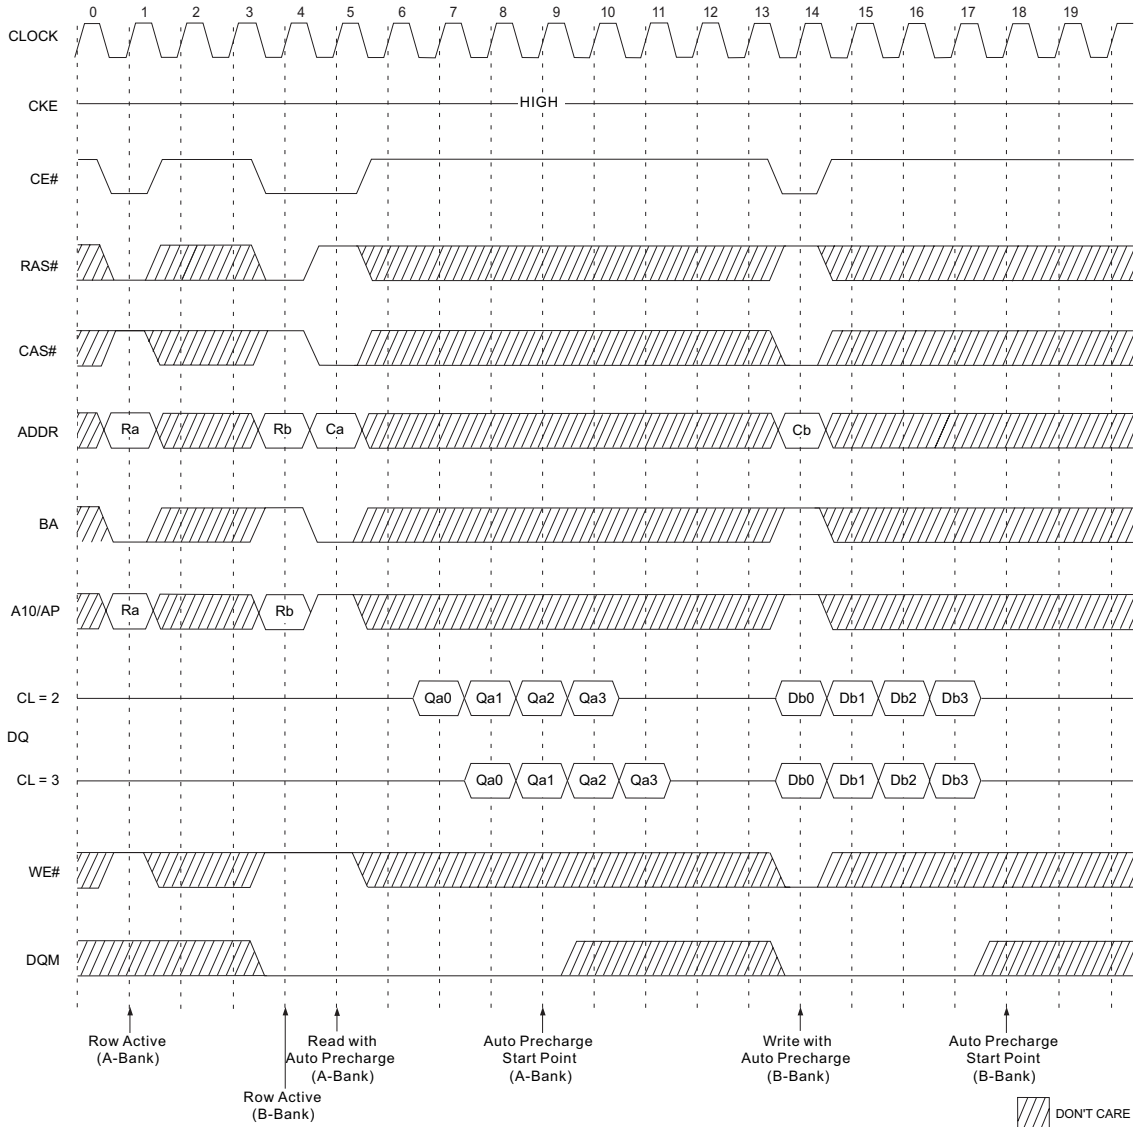 0 1 2 3 4 5 6 7 8 9 10 11 12 13 14 15 16 17 18 19
CLOCK
CKE HIGH
CE#
RAS#
CAS#
ADDR Ra Rb Ca Cb
BA
A10/AP Ra Rb
CL = 2 Qa0 Qa1 Qa2 Qa3 Db0 Db1 Db2 Db3
DQ
CL = 3 Qa0 Qa1 Qa2 Qa3 Db0 Db1 Db2 Db3
WE#
DQM
Row Active
(A-Bank)
Row Active
(B-Bank)
Read with
Auto Precharge
(A-Bank)
Auto Precharge
Start Point
(A-Bank)
Write with
Auto Precharge
(B-Bank)
Auto Precharge
Start Point
(B-Bank)
DON'T CARE